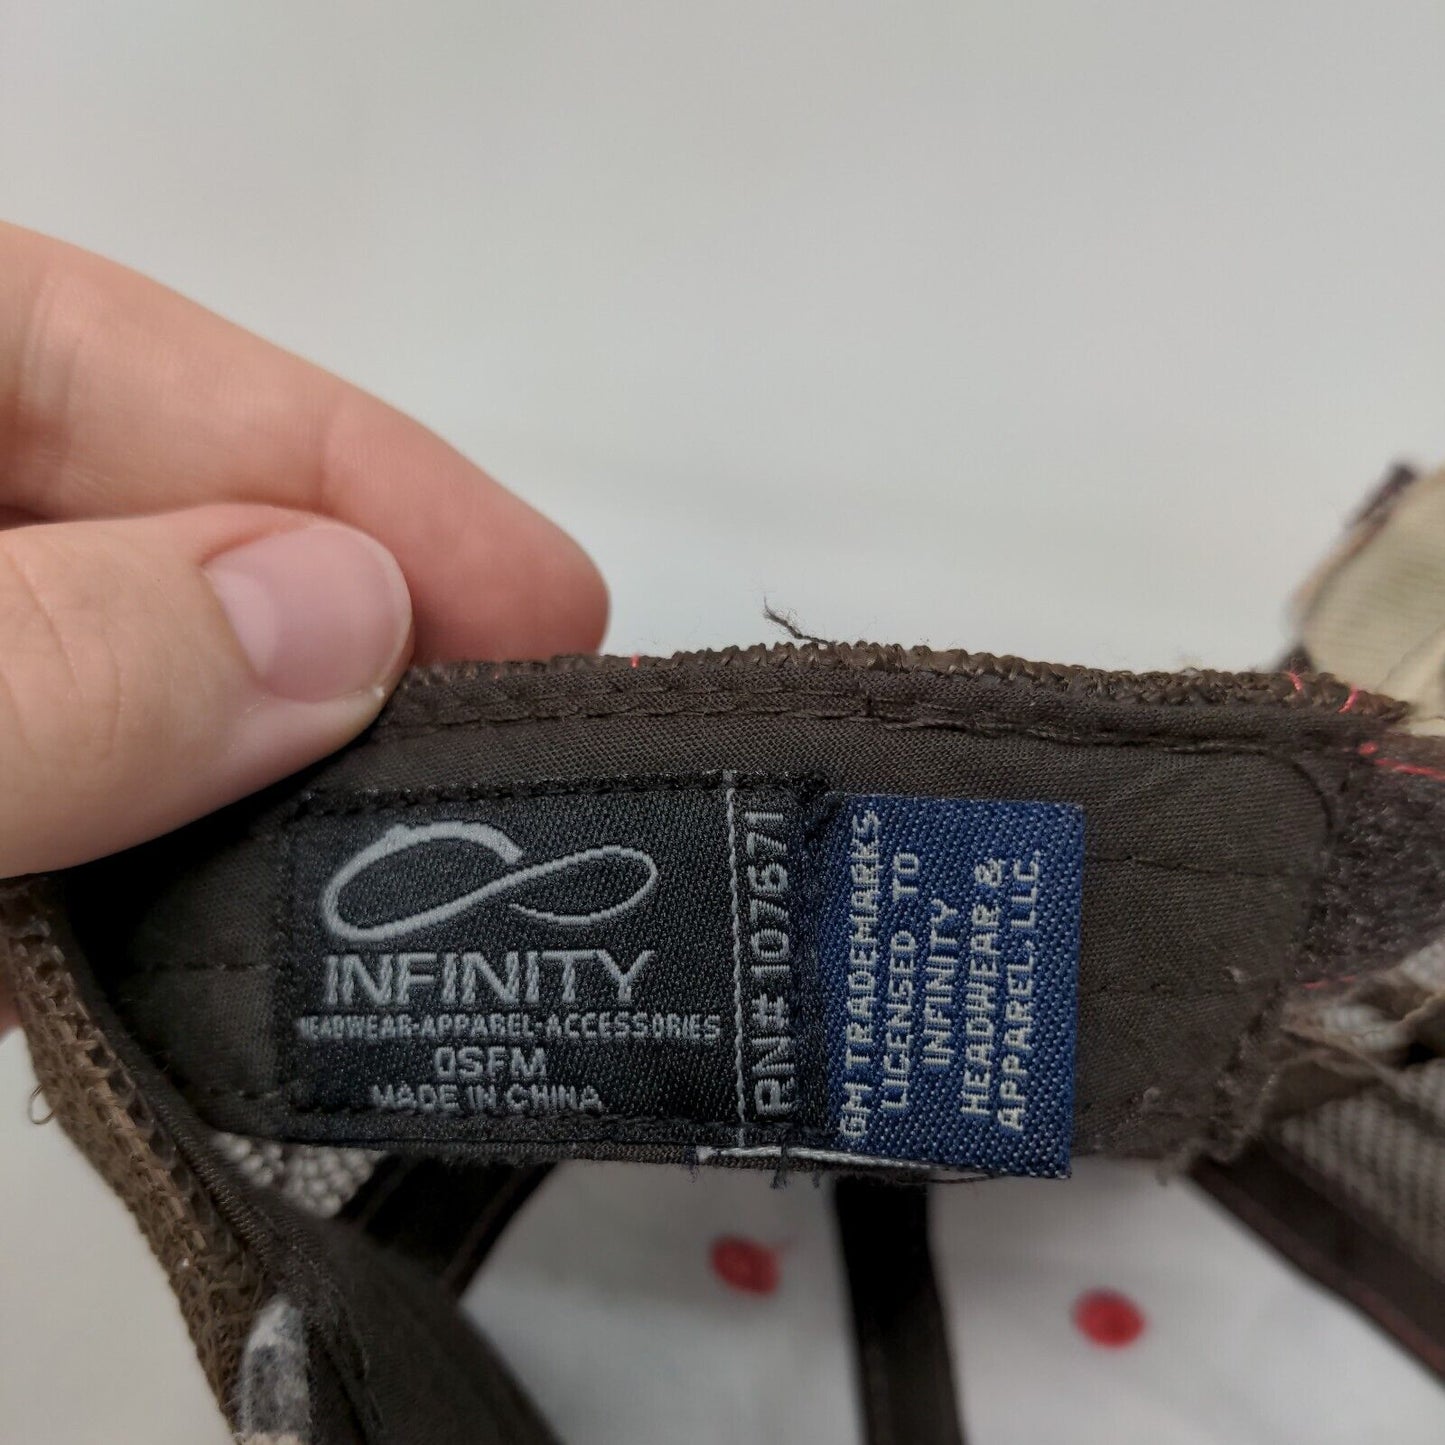 INFINITY
HEADWEAR-APPAREL-ACCESSORIES
OSFM
MADE IN CHINA
RN# 107671
GM TRADEMARKS
LICENSED TO
INFINITY
HEADWEAR &
APPAREL, LLC.